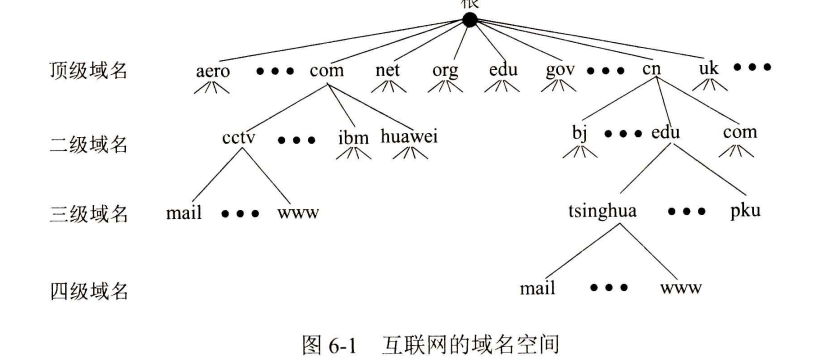 根
顶级域名 aero ••• com net org edu gov ••• cn uk •••
二级域名 cctv ••• ibm huawei bj ••• edu com
三级域名 mail ••• www tsinghua ••• pku
四级域名 mail ••• www
图 6-1 互联网的域名空间